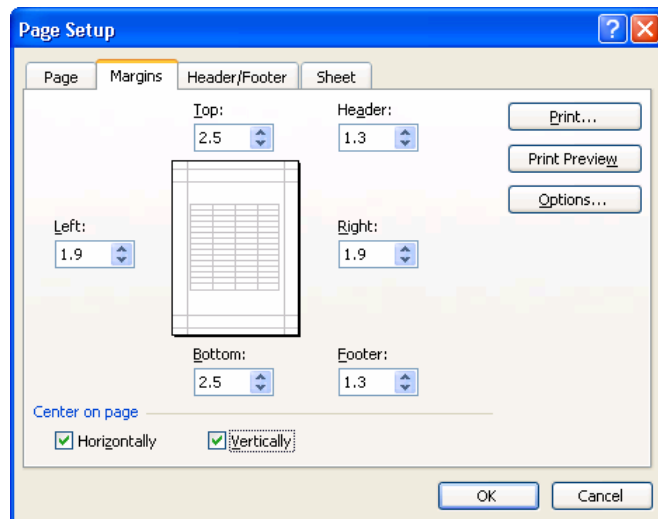 Page Setup
Page Margins Header/Footer Sheet
Top: Header:
2.5 1.3
Print...
Print Preview
Options...
Left: Right:
1.9 1.9
Bottom: Footer:
2.5 1.3
Center on page
Horizontally Vertically
OK Cancel